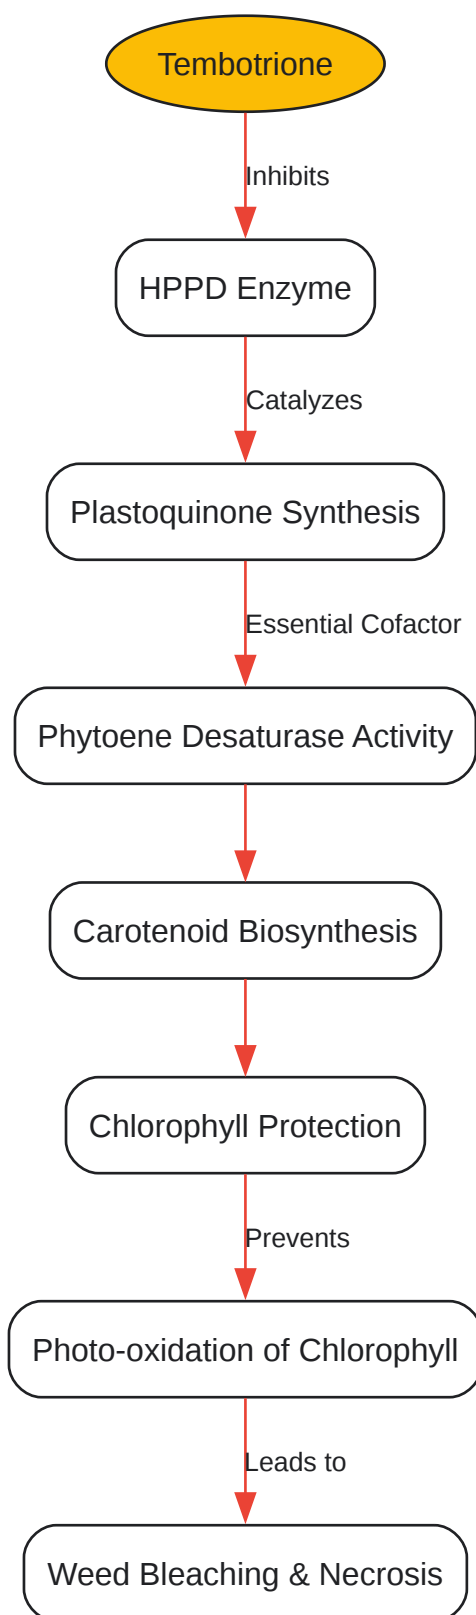 Tembotrione
Inhibits
HPPD Enzyme
Catalyzes
Plastoquinone Synthesis
Essential Cofactor
Phytoene Desaturase Activity
Carotenoid Biosynthesis
Chlorophyll Protection
Prevents
Photo-oxidation of Chlorophyll
Leads to
Weed Bleaching & Necrosis